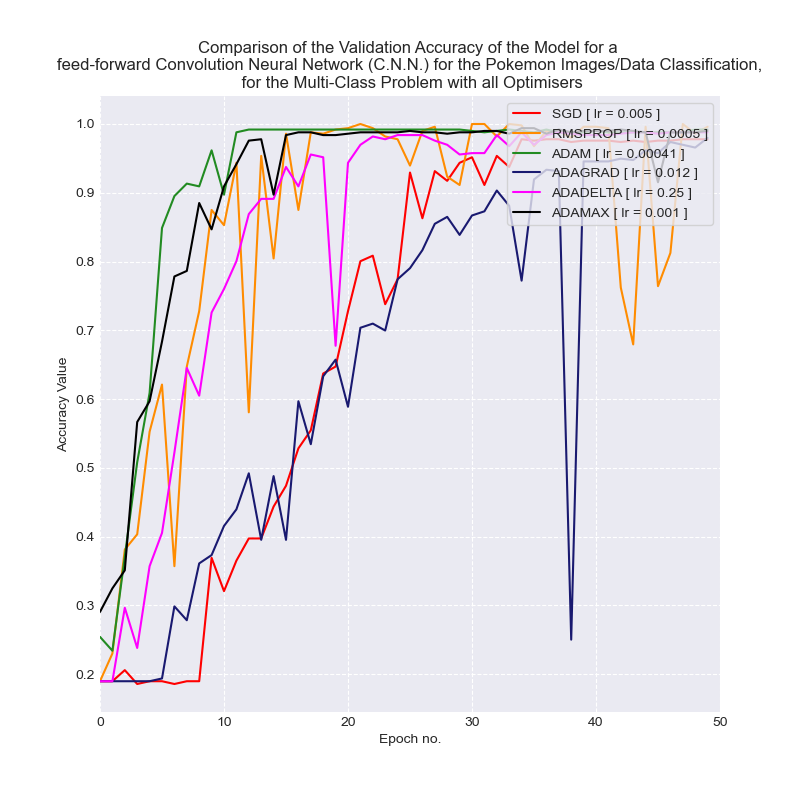 Comparison of the Validation Accuracy of the Model for a
feed-forward Convolution Neural Network (C.N.N.) for the Pokemon Images/Data Classification,
for the Multi-Class Problem with all Optimisers
SGD [ lr = 0.005 ]
RMSPROP [ lr = 0.0005 ]
ADAM [ lr = 0.00041 ]
ADAGRAD [ lr = 0.012 ]
ADADELTA [ lr = 0.25 ]
ADAMAX [ lr = 0.001 ]
Accuracy Value
1.0
0.9
0.8
0.7
0.6
0.5
0.4
0.3
0.2
0 10 20 30 40 50
Epoch no.